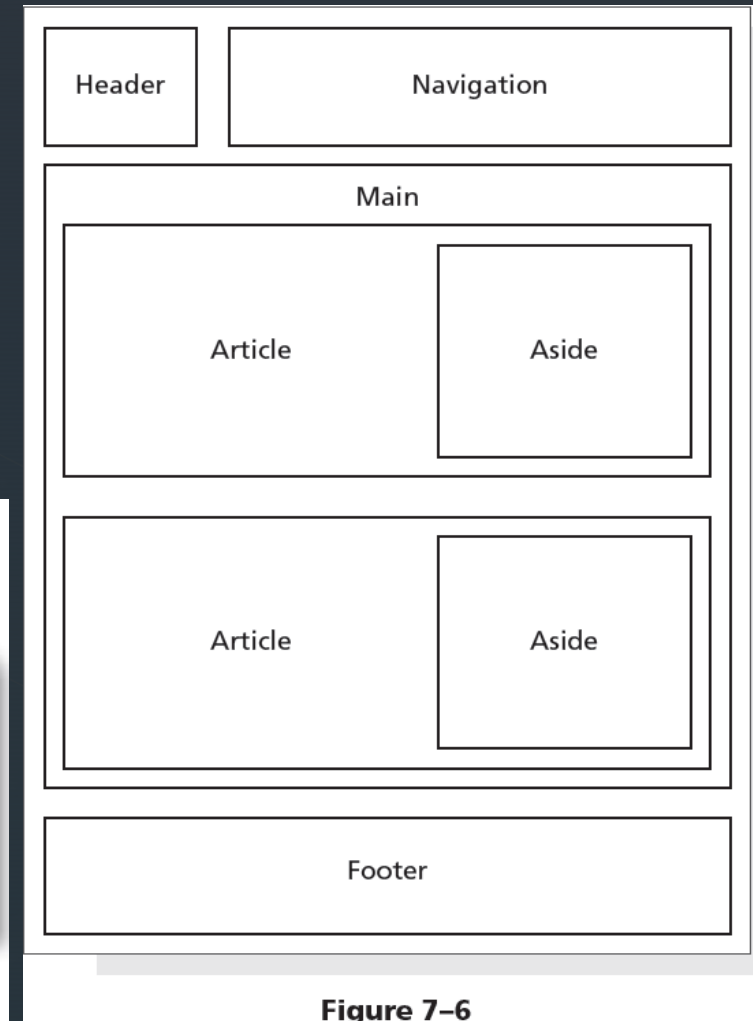 Header
Navigation
Main
Article
Aside
Article
Aside
Footer
Figure 7–6